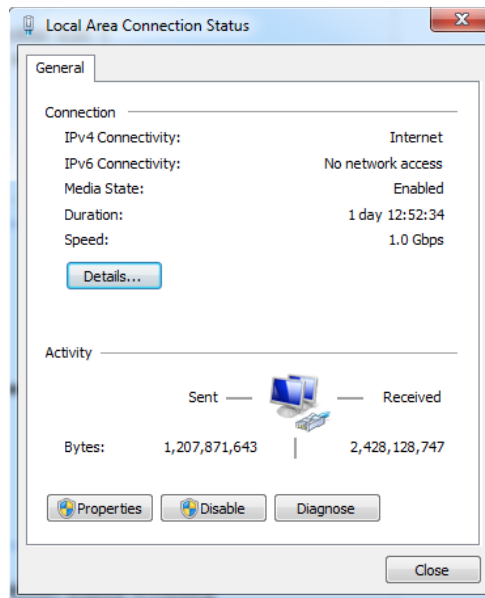 Local Area Connection Status
General
Connection
IPv4 Connectivity: Internet
IPv6 Connectivity: No network access
Media State: Enabled
Duration: 1 day 12:52:34
Speed: 1.0 Gbps
Details...
Activity
Sent Received
Bytes: 1,207,871,643 2,428,128,747
Properties Disable Diagnose
Close